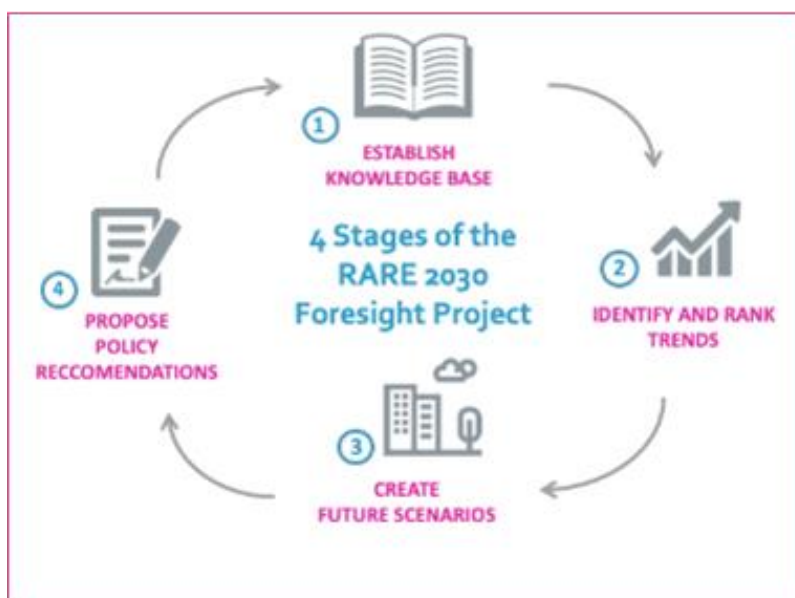 1
ESTABLISH
KNOWLEDGE BASE
4 Stages of the
RARE 2030
Foresight Project
2
IDENTIFY AND RANK
TRENDS
3
CREATE
FUTURE SCENARIOS
4
PROPOSE
POLICY
RECCOMENDATIONS